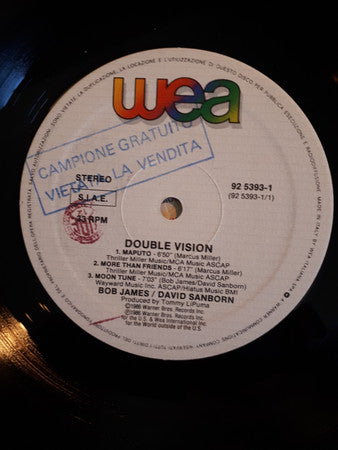 wea
CAMPIONE GRATUITO
VIETATA LA VENDITA
STEREO
S.I.A.E.
33 RPM
92 5393-1
(92 5393-1/1)
DOUBLE VISION
1. MAPUTO - 6'50" (Marcus Miller)
Thriller Miller Music/MCA Music ASCAP
2. MORE THAN FRIENDS - 6'17" (Marcus Miller)
Thriller Miller Music/MCA Music ASCAP
3. MOON TUNE - 7'03" (Bob James/David Sanborn)
Wayward Music Inc. ASCAP/Hiatus Music BMI
BOB JAMES / DAVID SANBORN
Produced by Tommy LiPuma
℗1986 Warner Bros. Records Inc.
©1986 Warner Bros. Records Inc.
for the U.S. & WEA International Inc.
for the World outside of the U.S.